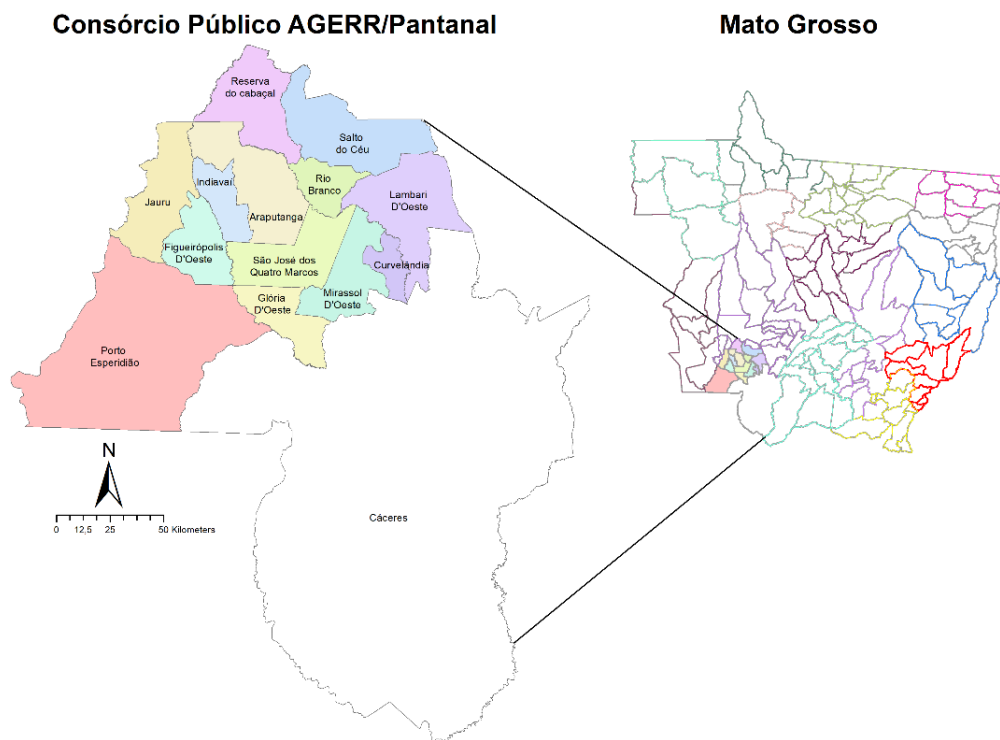 Consórcio Público AGERR/Pantanal
Mato Grosso
Reserva
do cabaçal
Salto
do Céu
Rio
Branco
Indiavaí
Lambari
D'Oeste
Jauru
Araputanga
Figueirópolis
D'Oeste
São José dos
Quatro Marcos
Curvelândia
Mirassol
D'Oeste
Glória
D'Oeste
Porto
Esperidião
N
0 12,5 25 50 Kilometers
Cáceres